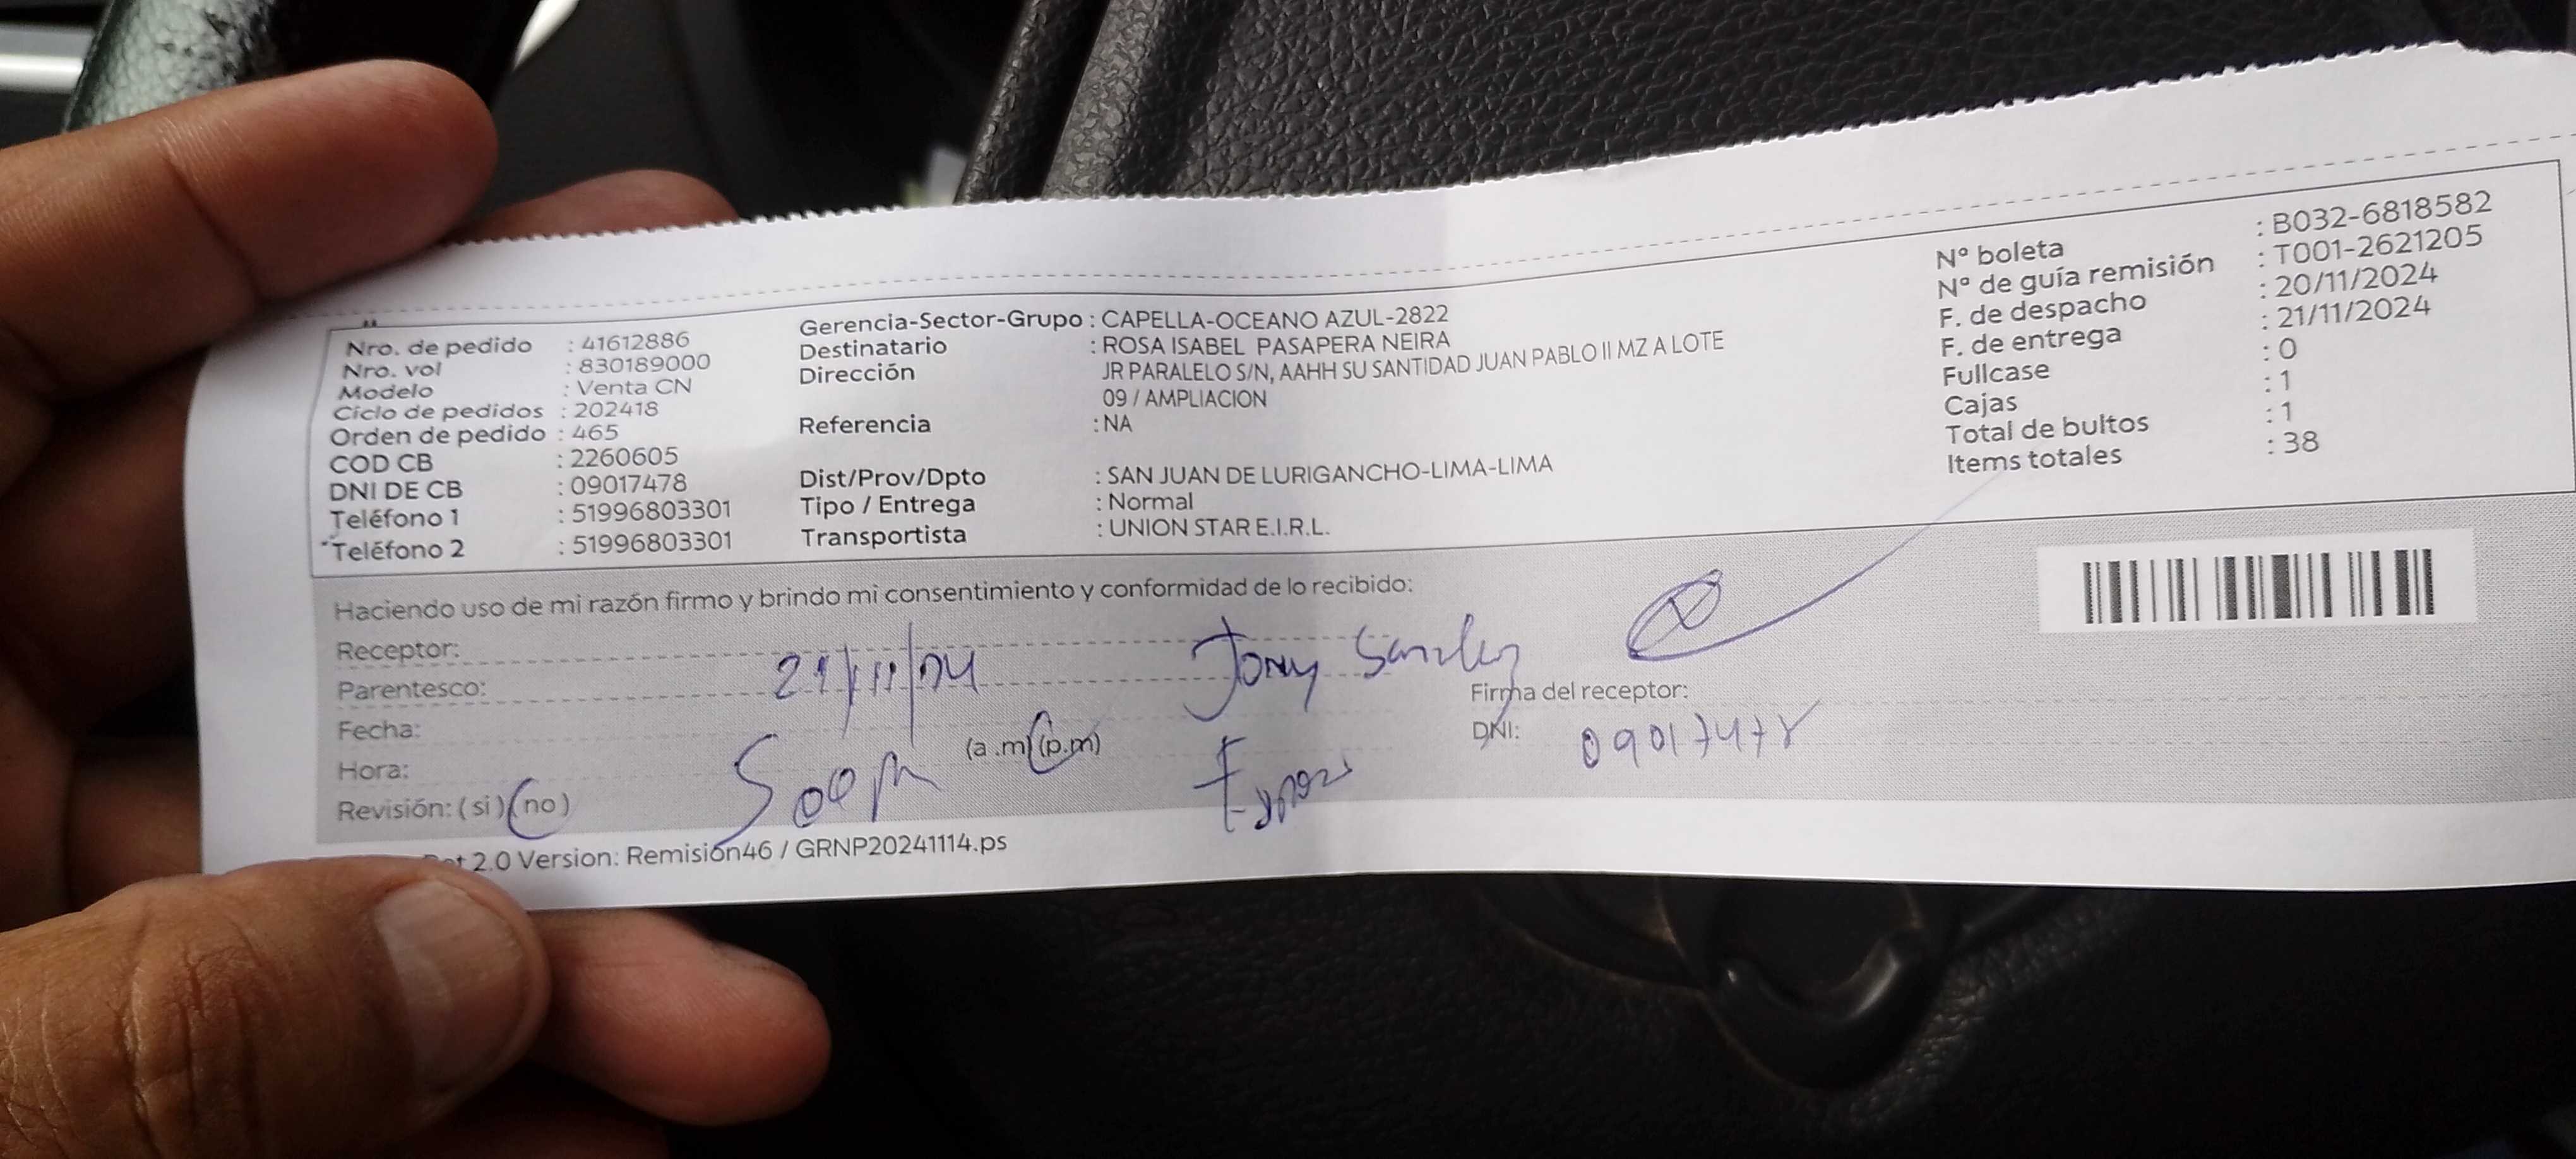 Nro. de pedido : 41612886
Nro. vol : 830189000
Modelo : Venta CN
Ciclo de pedidos : 202418
Orden de pedido : 465
COD CB : 2260605
DNI DE CB : 09017478
Teléfono 1 : 51996803301
Teléfono 2 : 51996803301
Gerencia-Sector-Grupo : CAPELLA-OCEANO AZUL-2822
Destinatario : ROSA ISABEL PASAPERA NEIRA
Dirección JR PARALELO S/N, AAHH SU SANTIDAD JUAN PABLO II MZ A LOTE
09 / AMPLIACION
Referencia : NA
Dist/Prov/Dpto : SAN JUAN DE LURIGANCHO-LIMA-LIMA
Tipo / Entrega : Normal
Transportista : UNION STAR E.I.R.L.
Nº boleta : B032-6818582
Nº de guía remisión : T001-2621205
F. de despacho : 20/11/2024
F. de entrega : 21/11/2024
Fullcase : 0
Cajas : 1
Total de bultos : 1
Items totales : 38
Haciendo uso de mi razón firmo y brindo mi consentimiento y conformidad de lo recibido:
Receptor:
Parentesco:
Fecha:
Hora: (a.m) (p.m)
Revisión: (si) (no)
21/11/
Jony
Firma del receptor:
DNI: 09017478
2.0 Version: Remisión46 / GRNP20241114.ps